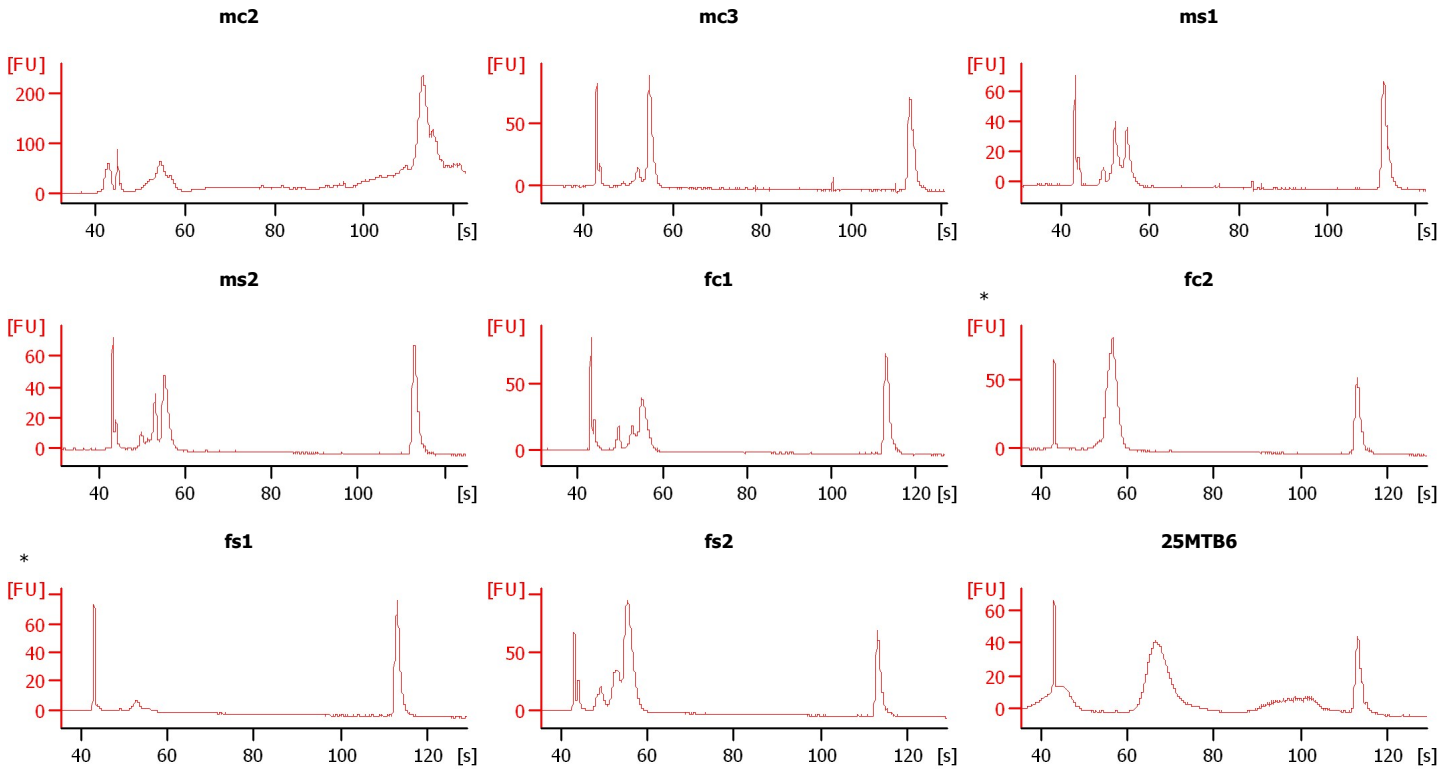 mc2 mc3 ms1
[FU] [FU] [FU]
200 100 0
50 0
60 40 20 0
40 60 80 100 [s] 40 60 80 100 [s] 40 60 80 100 [s]
ms2 fc1 fc2
*
[FU] [FU] [FU]
60 40 20 0
50 0
50 0
40 60 80 100 [s] 40 60 80 100 120 [s] 40 60 80 100 120 [s]
fs1 fs2 25MTB6
*
[FU] [FU] [FU]
60 40 20 0
50 0
60 40 20 0
40 60 80 100 120 [s] 40 60 80 100 120 [s] 40 60 80 100 120 [s]